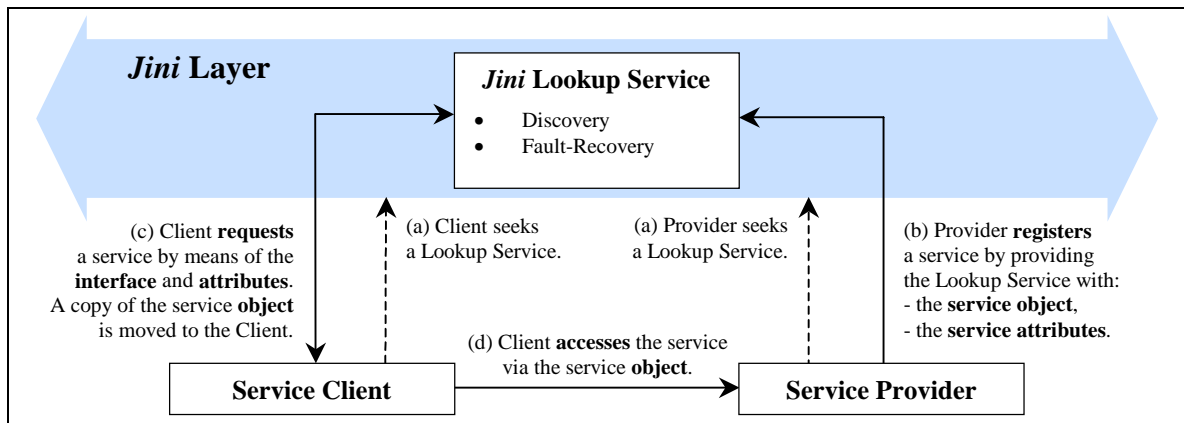 Jini Layer
Jini Lookup Service
• Discovery
• Fault-Recovery
(c) Client requests
a service by means of the
interface and attributes.
A copy of the service object
is moved to the Client.
(a) Client seeks
a Lookup Service.
(a) Provider seeks
a Lookup Service.
(b) Provider registers
a service by providing
the Lookup Service with:
- the service object,
- the service attributes.
(d) Client accesses the service
via the service object.
Service Client
Service Provider